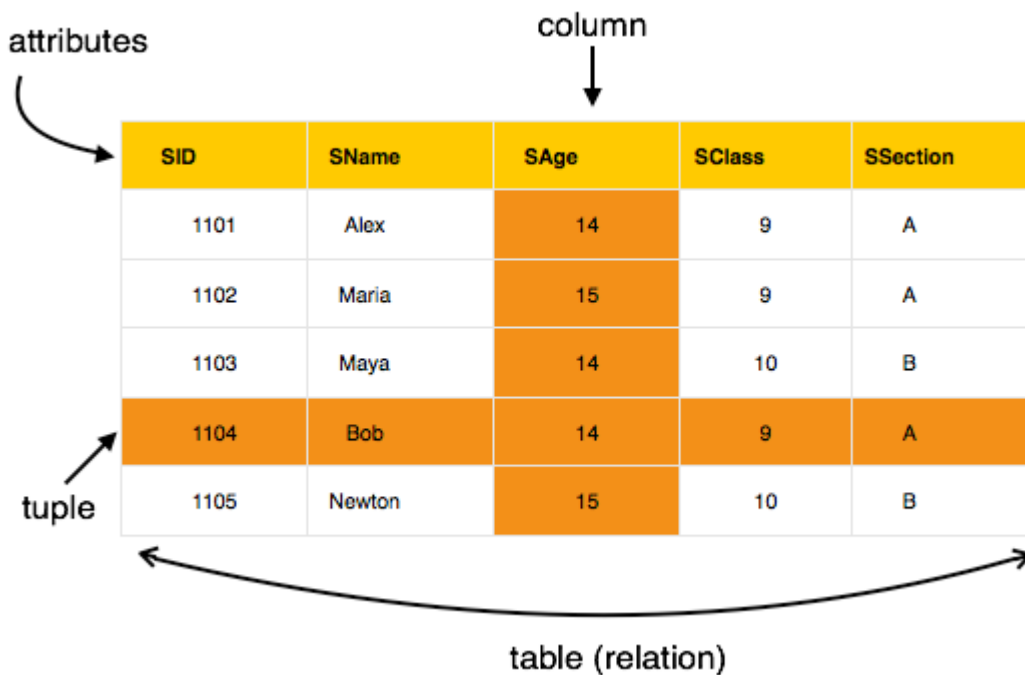 attributes
column
SID SName SAge SClass SSection
1101 Alex 14 9 A
1102 Maria 15 9 A
1103 Maya 14 10 B
1104 Bob 14 9 A
tuple
1105 Newton 15 10 B
table (relation)